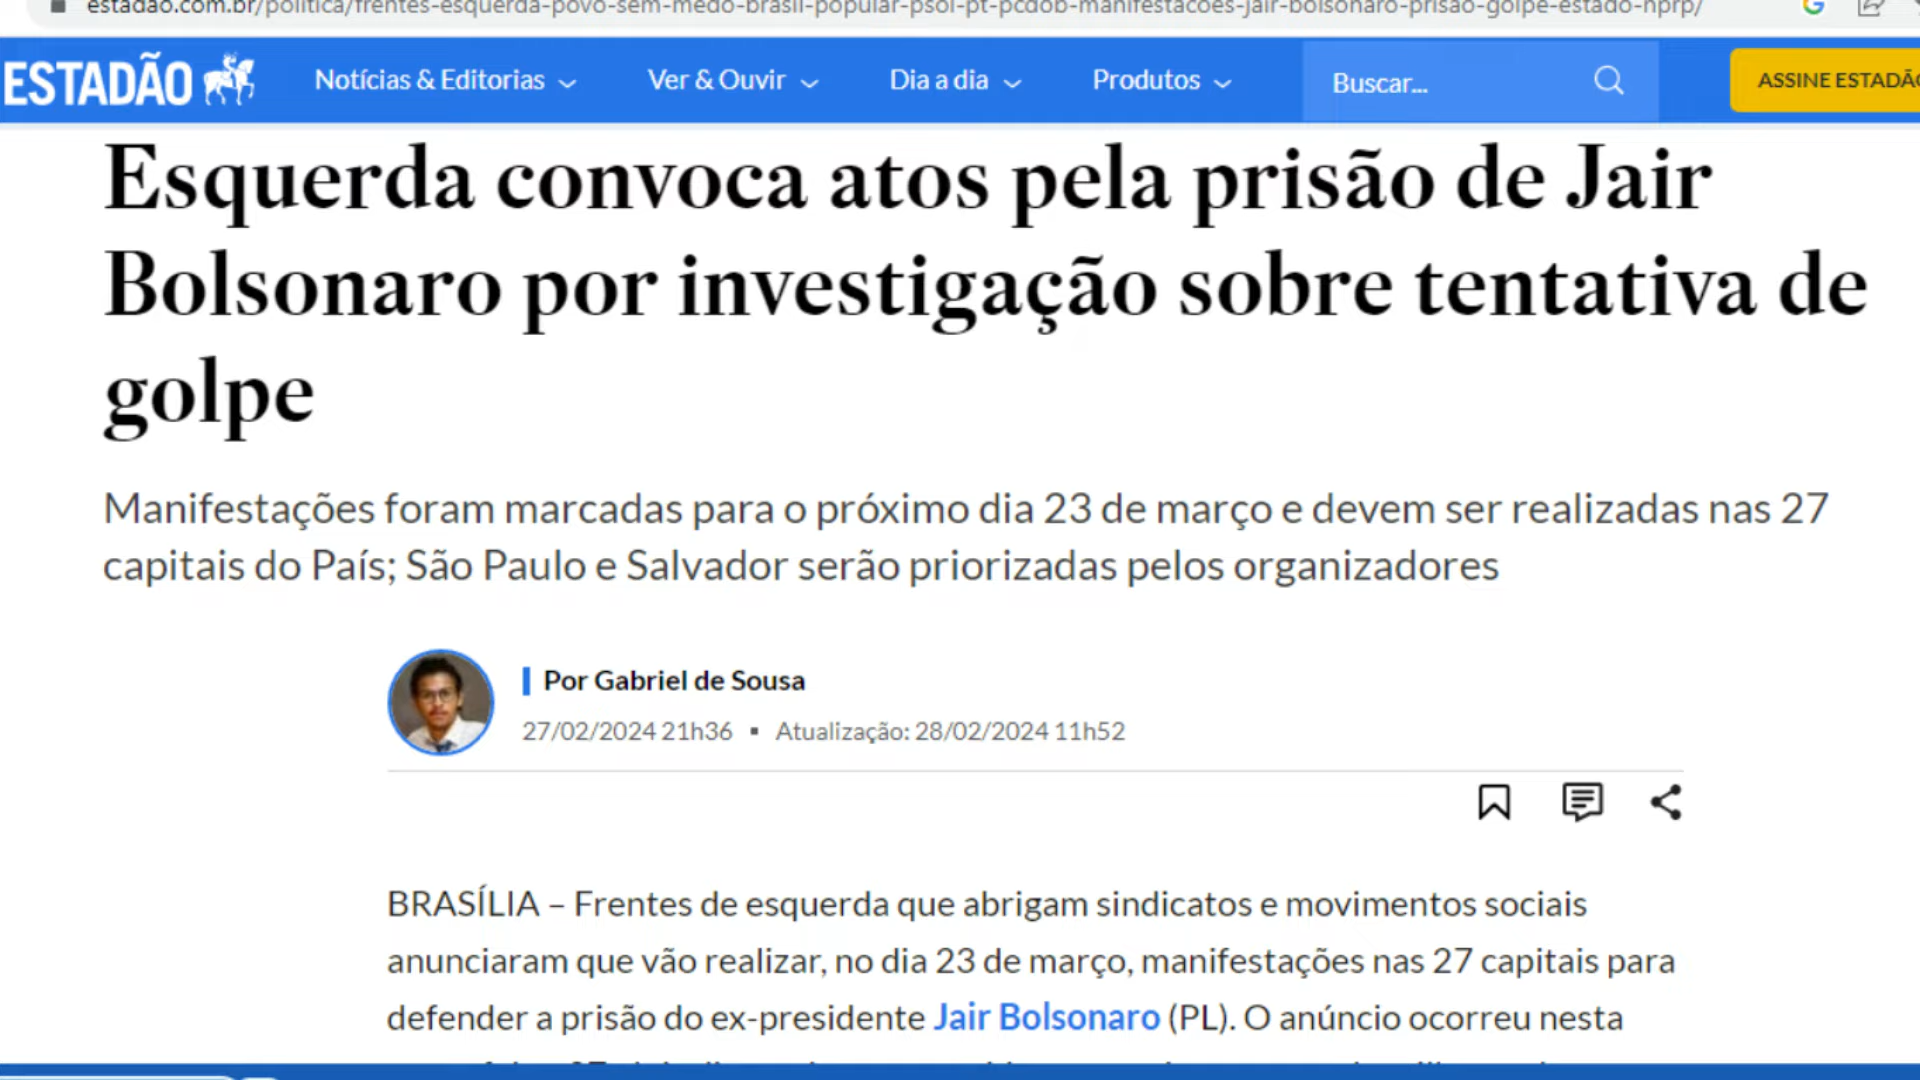 estadao.com.br/politica/frentes-esquerda-povo-sem-medo-brasil-popular-psol-pt-pcdob-manifestacoes-jair-bolsonaro-prisao-golpe-estado-nprp/
ESTADÃO Notícias & Editorias Ver & Ouvir Dia a dia Produtos Buscar... ASSINE ESTADÃO
Esquerda convoca atos pela prisão de Jair
Bolsonaro por investigação sobre tentativa de
golpe
Manifestações foram marcadas para o próximo dia 23 de março e devem ser realizadas nas 27
capitais do País; São Paulo e Salvador serão priorizadas pelos organizadores
Por Gabriel de Sousa
27/02/2024 21h36 ▪ Atualização: 28/02/2024 11h52
BRASÍLIA – Frentes de esquerda que abrigam sindicatos e movimentos sociais
anunciaram que vão realizar, no dia 23 de março, manifestações nas 27 capitais para
defender a prisão do ex-presidente Jair Bolsonaro (PL). O anúncio ocorreu nesta